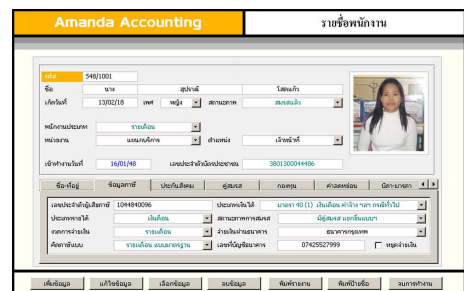 Amanda Accounting
รายชื่อพนักงาน
รหัส 548/1001
ชื่อ นาง สุปราณี โสดแก้ว
เกิดวันที่ 13/02/18 เพศ หญิง สถานะภาพ สมรสแล้ว
พนักงานประเภท รายเดือน
หน่วยงาน แผนกบริการ ตำแหน่ง เจ้าหน้าที่
เข้าทำงานวันที่ 16/01/48 เลขประจำตัวบัตรประชาชน 3801300044486
ชื่อ-ที่อยู่ ข้อมูลภาษี ประกันสังคม คู่สมรส กองทุน ค่าลดหย่อน บิดา-มารดา
เลขประจำตัวผู้เสียภาษี 1044840096 ประเภทเงินได้ มาตรา 40 (1) เงินเดือน ค่าจ้าง ฯลฯ กรณีทั่วไป
ประเภทรายได้ เงินเดือน สถานะภาพการสมรส มีคู่สมรส แยกยื่นแบบฯ
งวดการจ่ายเงิน รายเดือน จ่ายเงินผ่านธนาคาร ธนาคารกรุงเทพ
คิดภาษีแบบ รายเดือน แบบมาตรฐาน เลขที่บัญชีธนาคาร 07425527999 หยุดจ่ายเงิน
เพิ่มข้อมูล แก้ไขข้อมูล เลือกข้อมูล ลบข้อมูล พิมพ์รายงาน พิมพ์ป้ายชื่อ จบการทำงาน